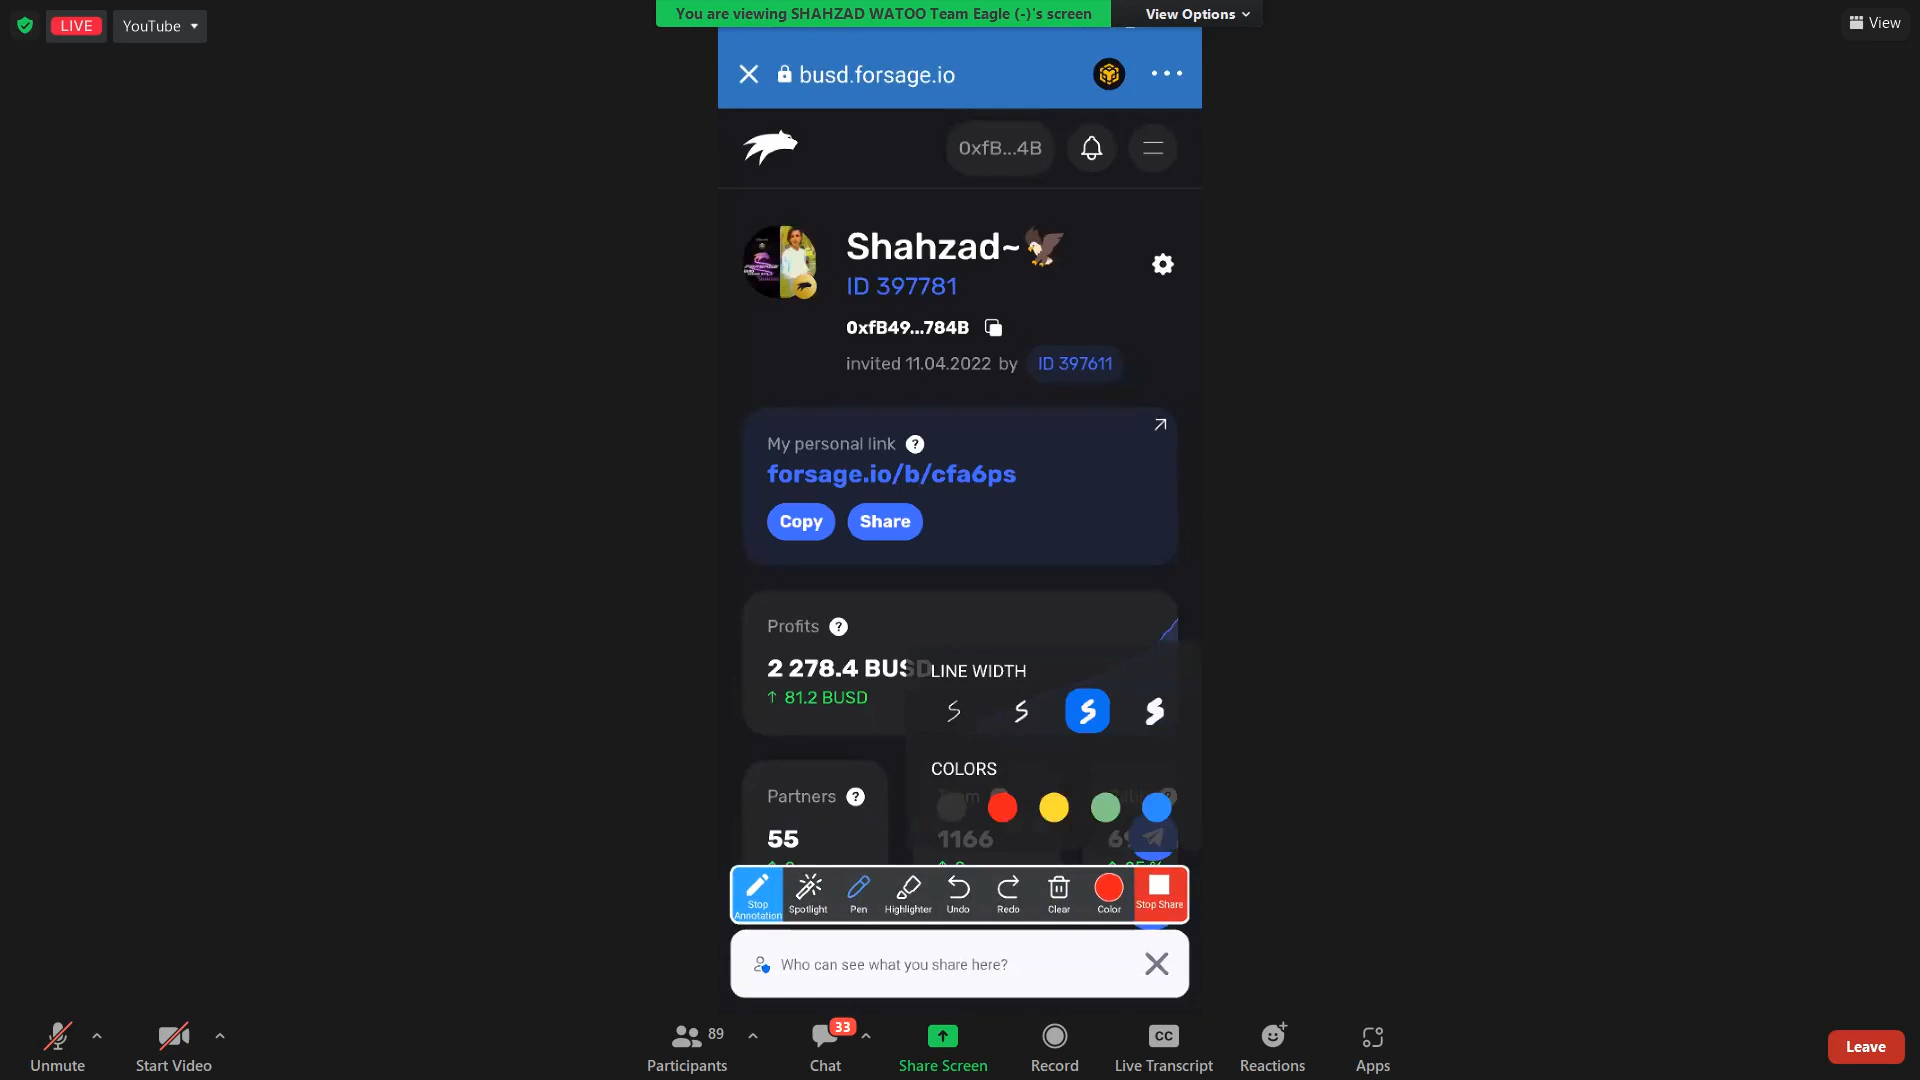 LIVE
YouTube
You are viewing SHAHZAD WATOO Team Eagle (-)'s screen
View Options
View
busd.forsage.io
0xfB...4B
Shahzad~
ID 397781
0xfB49...784B
invited 11.04.2022 by ID 397611
My personal link ?
forsage.io/b/cfa6ps
Copy Share
Profits ?
2 278.4 BUSD
↑ 81.2 BUSD
LINE WIDTH
COLORS
Partners ?
55
1166
Stop Annotation
Spotlight
Pen
Highlighter
Undo
Redo
Clear
Color
Stop Share
Who can see what you share here?
Unmute
Start Video
89
Participants
33
Chat
Share Screen
Record
CC
Live Transcript
Reactions
Apps
Leave